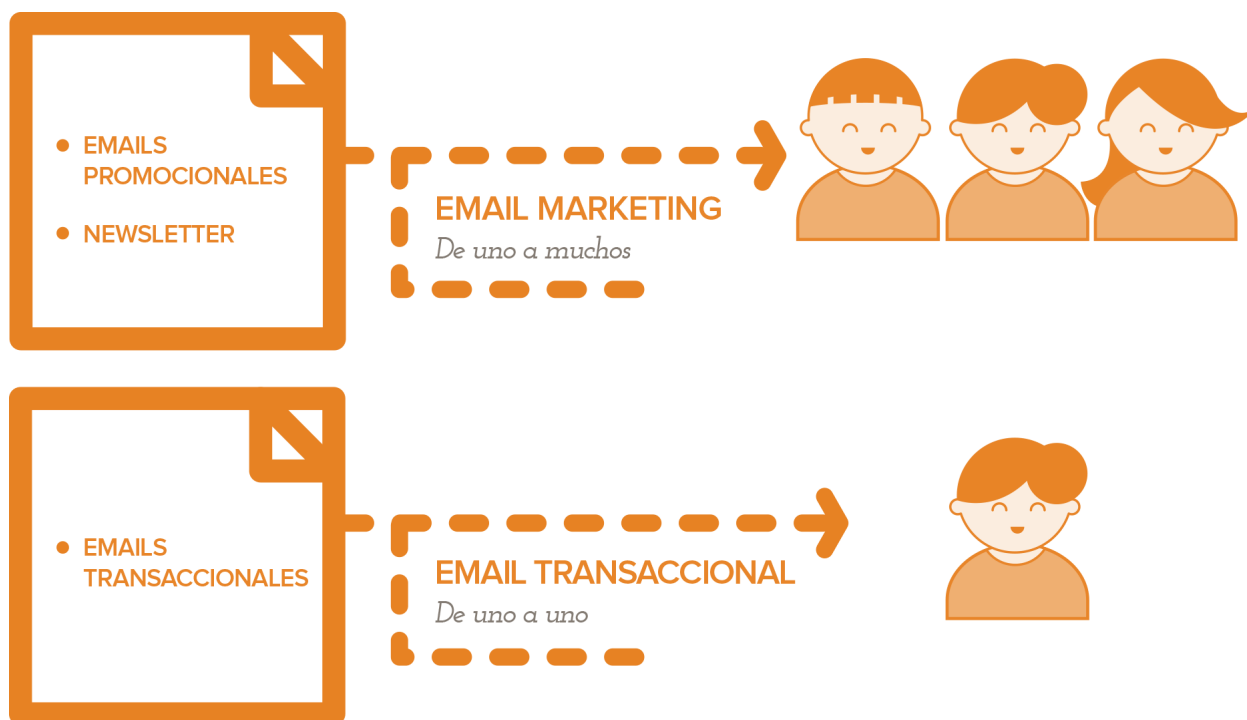 • EMAILS
PROMOCIONALES
• NEWSLETTER
EMAIL MARKETING
De uno a muchos
• EMAILS
TRANSACCIONALES
EMAIL TRANSACCIONAL
De uno a uno